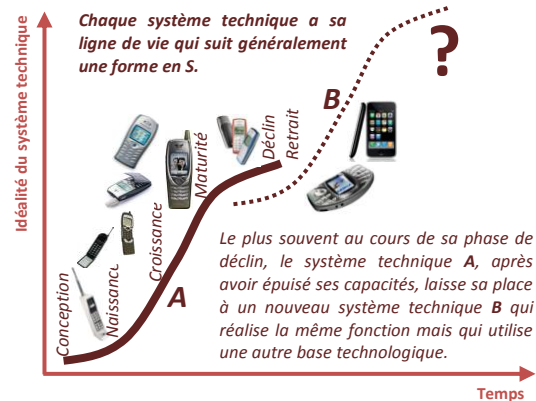 Chaque système technique a sa
ligne de vie qui suit généralement
une forme en S.
?
B
Idéalité du système technique
Conception
Naissance
Croissance
Maturité
Déclin
Retrait
A
Le plus souvent au cours de sa phase de
déclin, le système technique A, après
avoir épuisé ses capacités, laisse sa place
à un nouveau système technique B qui
réalise la même fonction mais qui utilise
une autre base technologique.
Temps